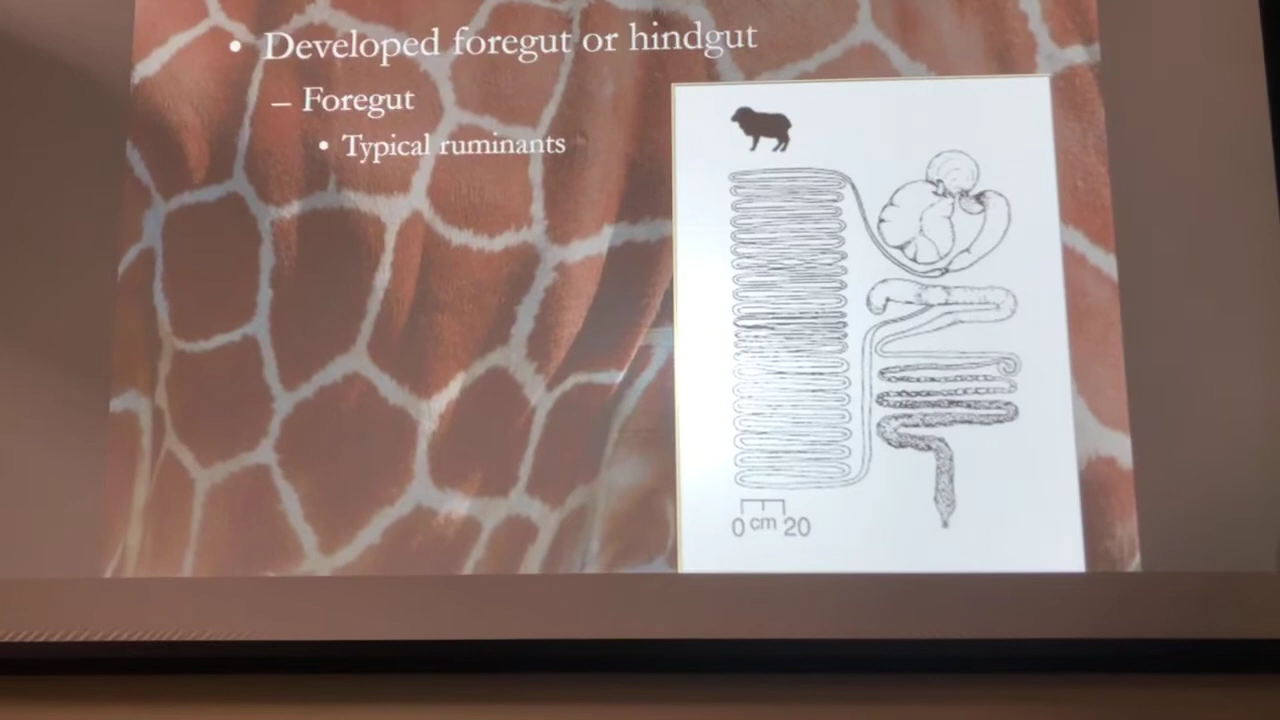 • Developed foregut or hindgut
– Foregut
• Typical ruminants
0 cm 20